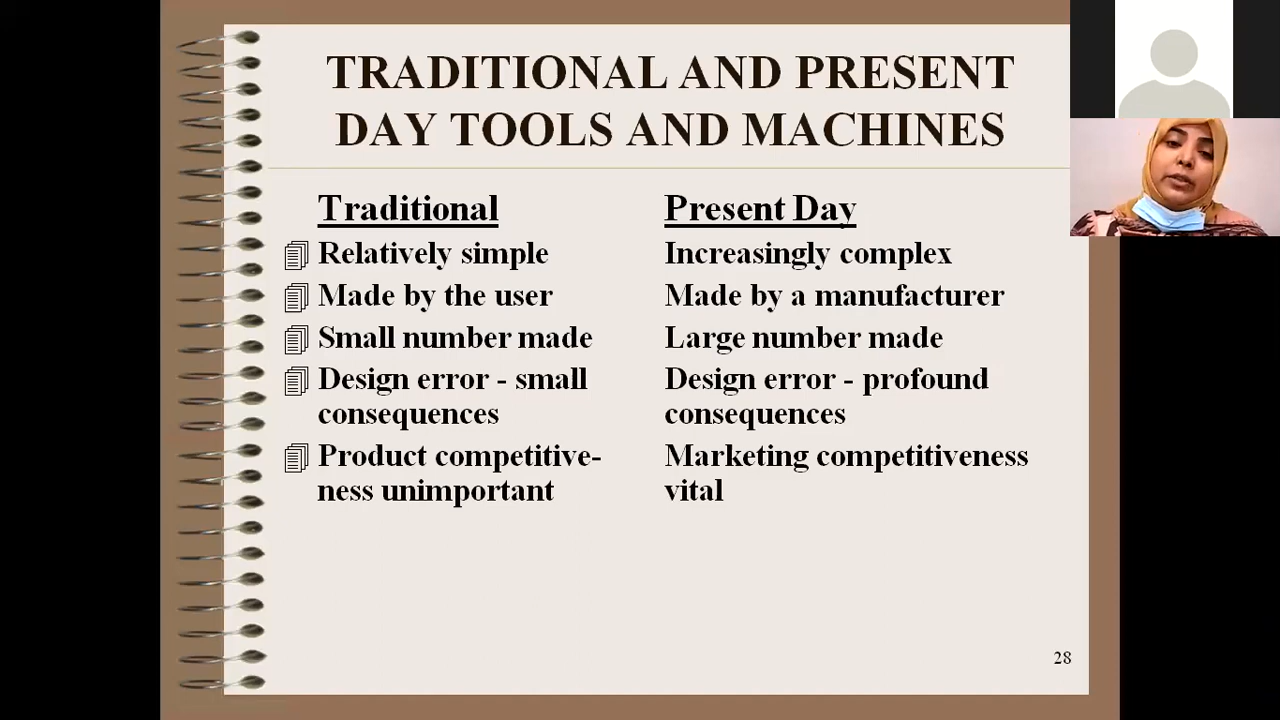 TRADITIONAL AND PRESENT
DAY TOOLS AND MACHINES
Traditional Present Day
Relatively simple Increasingly complex
Made by the user Made by a manufacturer
Small number made Large number made
Design error - small Design error - profound
consequences consequences
Product competitive- Marketing competitiveness
ness unimportant vital
28